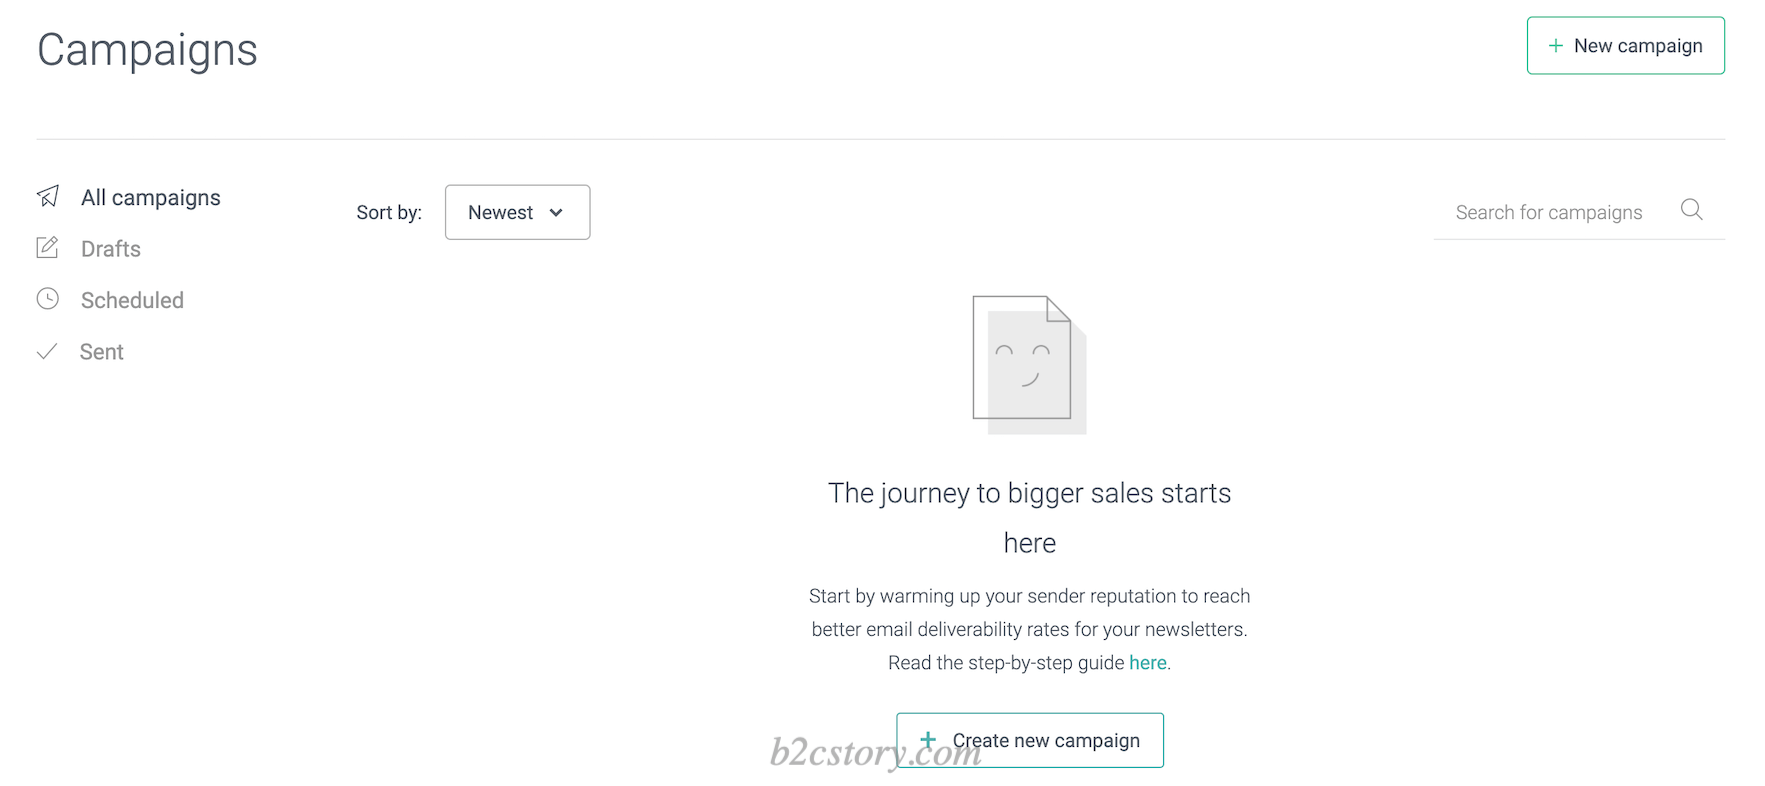 Campaigns
+ New campaign
All campaigns
Drafts
Scheduled
Sent
Sort by:
Newest
Search for campaigns
The journey to bigger sales starts
here
Start by warming up your sender reputation to reach
better email deliverability rates for your newsletters.
Read the step-by-step guide here.
+ Create new campaign
b2cstory.com